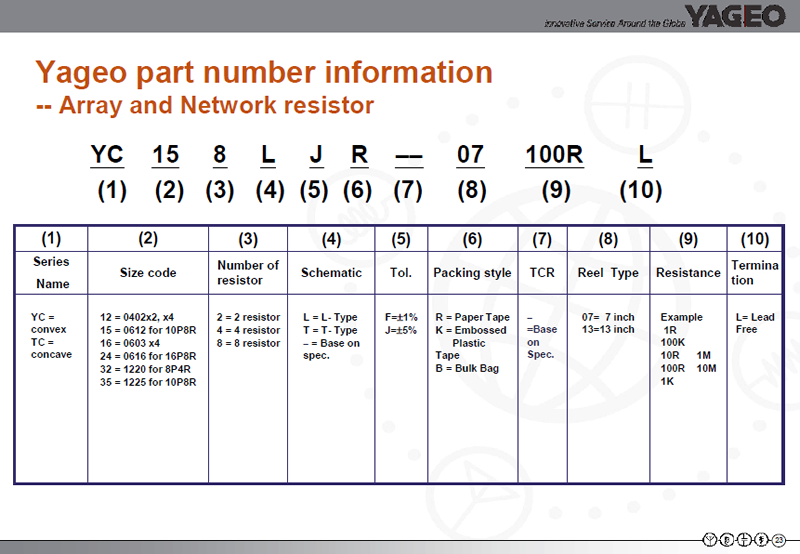 Innovative Service Around the Globe YAGEO
Yageo part number information
-- Array and Network resistor
YC 15 8 L J R –– 07 100R L
(1) (2) (3) (4) (5) (6) (7) (8) (9) (10)
(1) (2) (3) (4) (5) (6) (7) (8) (9) (10)
Series
Name
Size code
Number of
resistor
Schematic
Tol.
Packing style
TCR
Reel Type
Resistance
Termina
tion
YC =
convex
TC =
concave
12 = 0402x2, x4
15 = 0612 for 10P8R
16 = 0603 x4
24 = 0616 for 16P8R
32 = 1220 for 8P4R
35 = 1225 for 10P8R
2 = 2 resistor
4 = 4 resistor
8 = 8 resistor
L = L- Type
T = T- Type
– = Base on
spec.
F=±1%
J=±5%
R = Paper Tape
K = Embossed
Plastic
Tape
B = Bulk Bag
–
=Base
on
Spec.
07= 7 inch
13=13 inch
Example
1R
100K
10R 1M
100R 10M
1K
L= Lead
Free
23